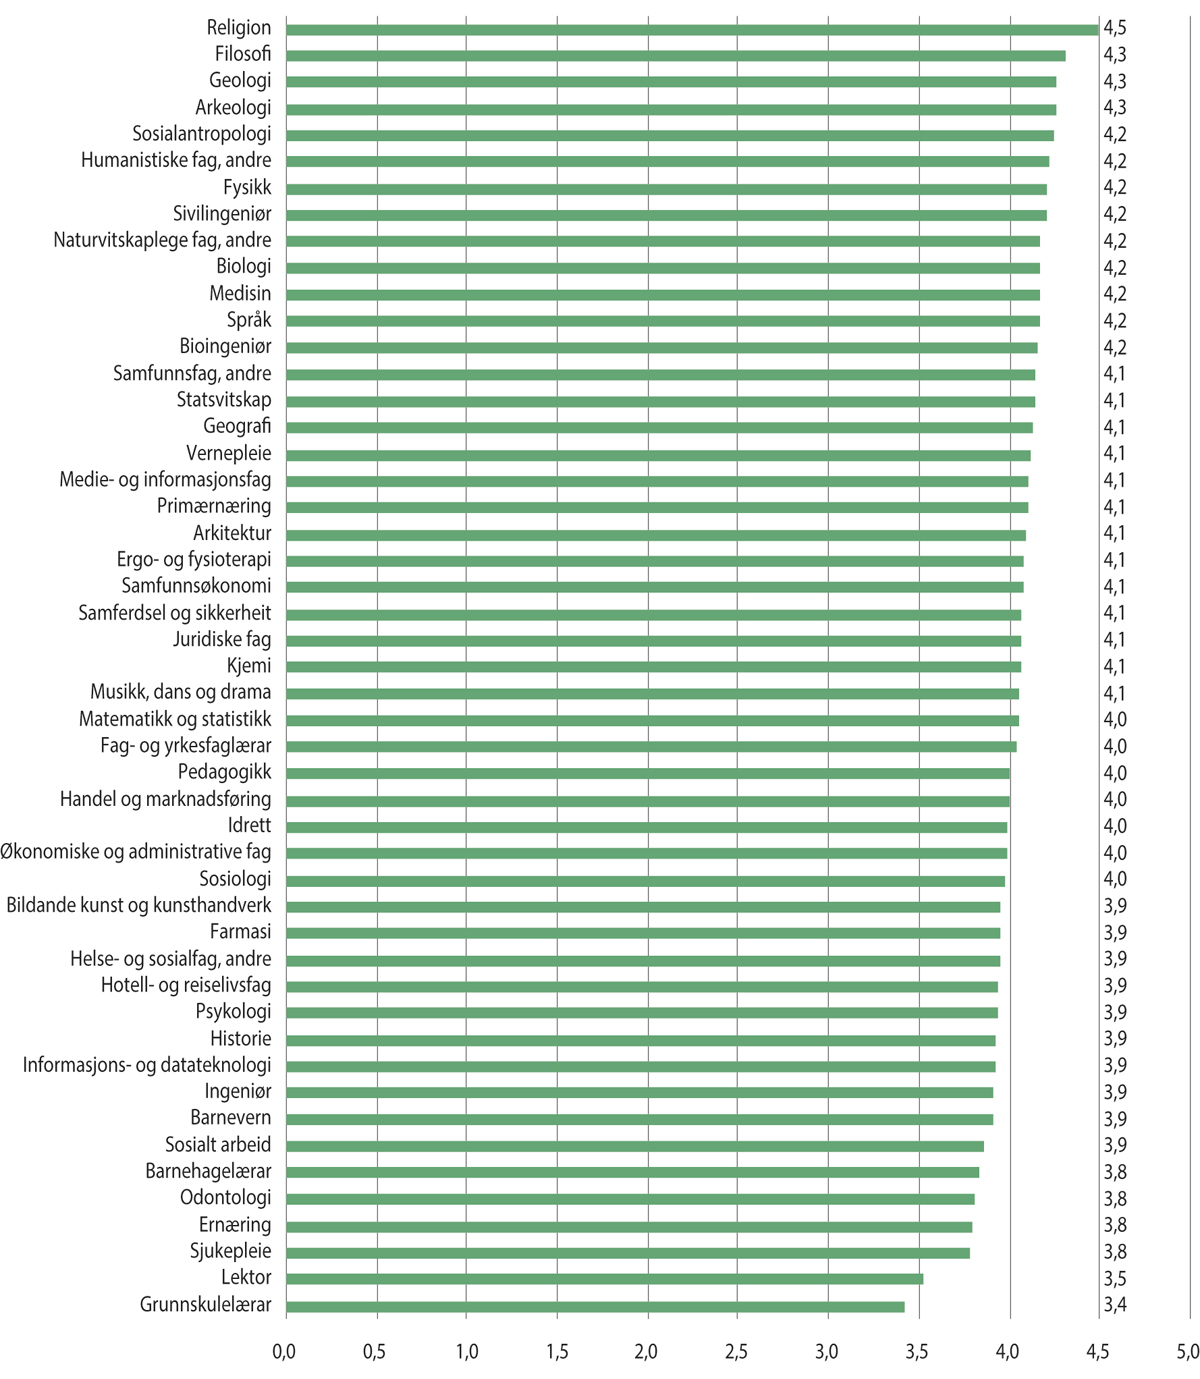 Religion 4,5
Filosofi 4,3
Geologi 4,3
Arkeologi 4,3
Sosialantropologi 4,2
Humanistiske fag, andre 4,2
Fysikk 4,2
Sivilingeniør 4,2
Naturvitskaplege fag, andre 4,2
Biologi 4,2
Medisin 4,2
Språk 4,2
Bioingeniør 4,2
Samfunnsfag, andre 4,1
Statsvitskap 4,1
Geografi 4,1
Vernepleie 4,1
Medie- og informasjonsfag 4,1
Primærnæring 4,1
Arkitektur 4,1
Ergo- og fysioterapi 4,1
Samfunnsøkonomi 4,1
Samferdsel og sikkerheit 4,1
Juridiske fag 4,1
Kjemi 4,1
Musikk, dans og drama 4,1
Matematikk og statistikk 4,0
Fag- og yrkesfaglærar 4,0
Pedagogikk 4,0
Handel og marknadsføring 4,0
Idrett 4,0
Økonomiske og administrative fag 4,0
Sosiologi 4,0
Bildande kunst og kunsthandverk 3,9
Farmasi 3,9
Helse- og sosialfag, andre 3,9
Hotell- og reiselivsfag 3,9
Psykologi 3,9
Historie 3,9
Informasjons- og datateknologi 3,9
Ingeniør 3,9
Barnevern 3,9
Sosialt arbeid 3,9
Barnehagelærar 3,8
Odontologi 3,8
Ernæring 3,8
Sjukepleie 3,8
Lektor 3,5
Grunnskulelærar 3,4
0,0 0,5 1,0 1,5 2,0 2,5 3,0 3,5 4,0 4,5 5,0